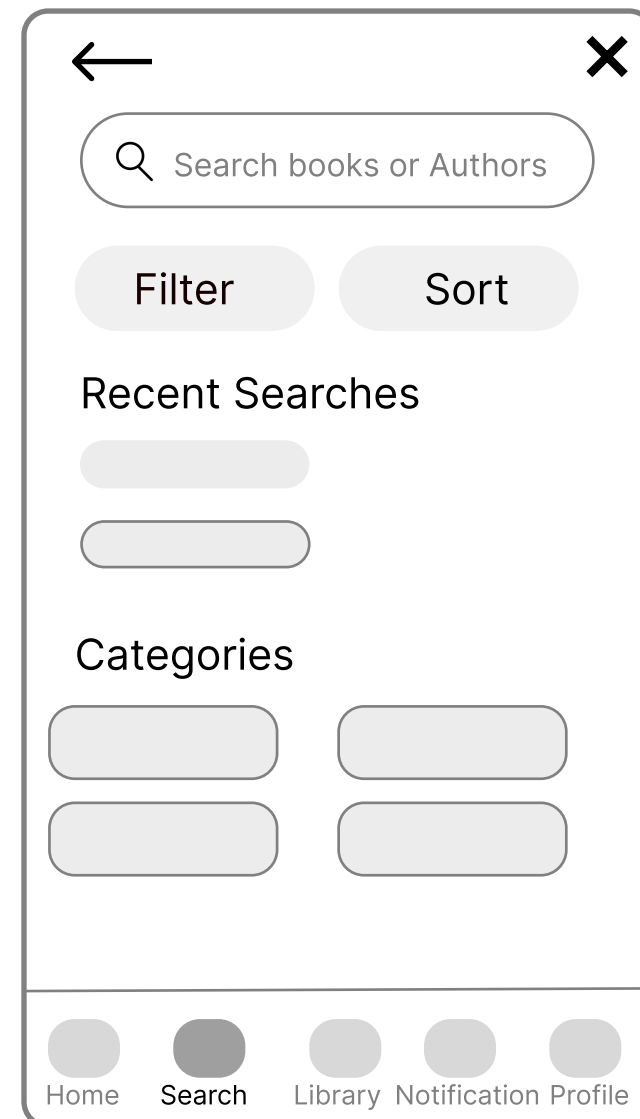 Search books or Authors
Filter Sort
Recent Searches
Categories
Home Search Library Notification Profile